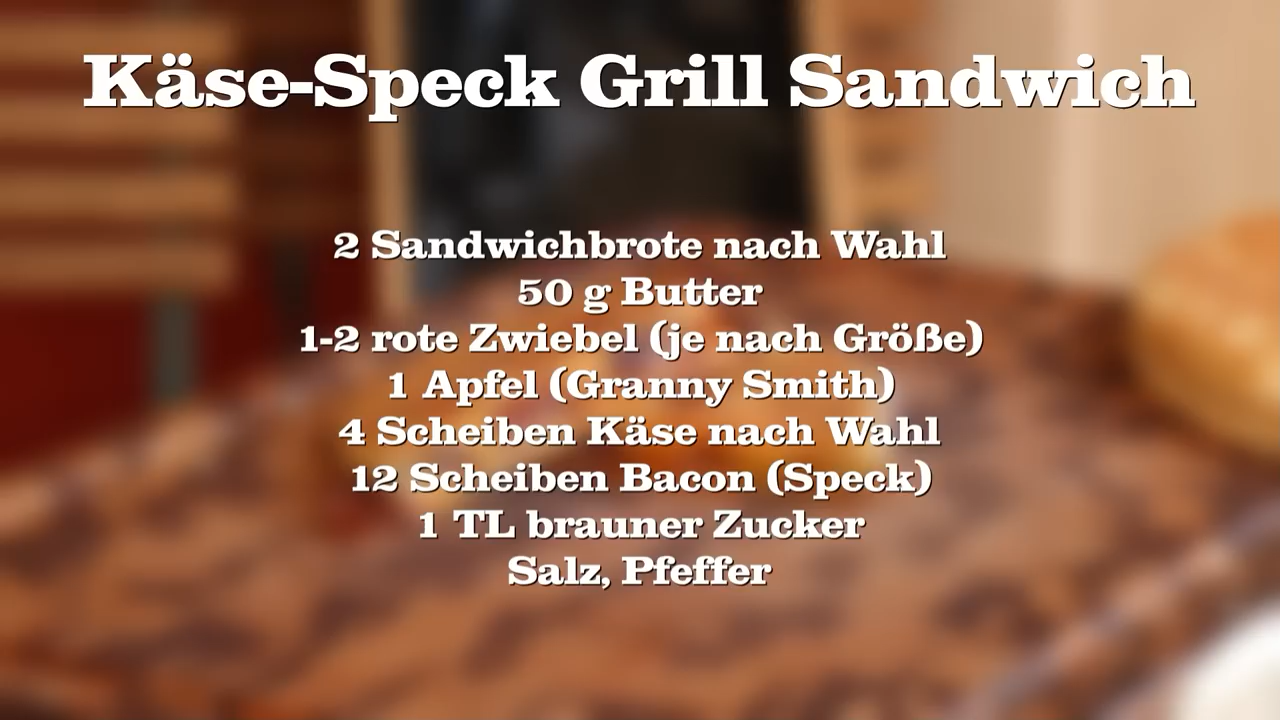 Käse-Speck Grill Sandwich
2 Sandwichbrote nach Wahl
50 g Butter
1-2 rote Zwiebel (je nach Größe)
1 Apfel (Granny Smith)
4 Scheiben Käse nach Wahl
12 Scheiben Bacon (Speck)
1 TL brauner Zucker
Salz, Pfeffer